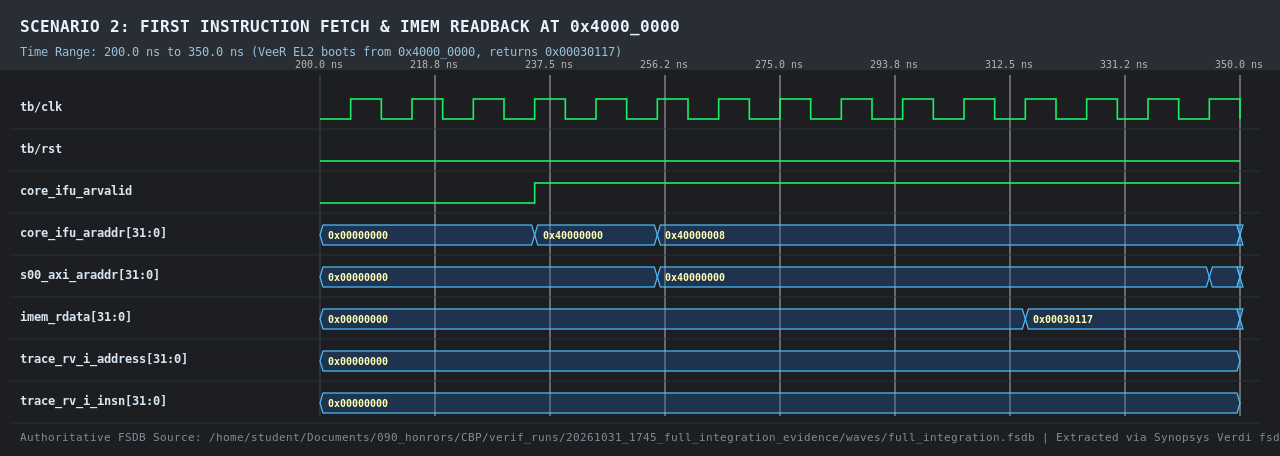 SCENARIO 2: FIRST INSTRUCTION FETCH & IMEM READBACK AT 0x4000_0000
Time Range: 200.0 ns to 350.0 ns (VeeR EL2 boots from 0x4000_0000, returns 0x00030117)
200.0 ns 218.8 ns 237.5 ns 256.2 ns 275.0 ns 293.8 ns 312.5 ns 331.2 ns 350.0 ns
tb/clk
tb/rst
core_ifu_arvalid
core_ifu_araddr[31:0] 0x00000000 0x40000000 0x40000008
s00_axi_araddr[31:0] 0x00000000 0x40000000
imem_rdata[31:0] 0x00000000 0x00030117
trace_rv_i_address[31:0] 0x00000000
trace_rv_i_insn[31:0] 0x00000000
Authoritative FSDB Source: /home/student/Documents/090_honrors/CBP/verif_runs/20261031_1745_full_integration_evidence/waves/full_integration.fsdb | Extracted via Synopsys Verdi fsd